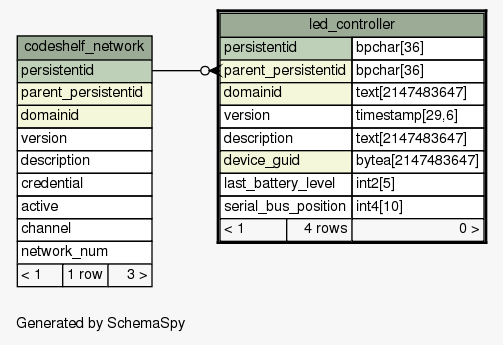 codeshelf_network
persistentid
parent_persistentid
domainid
version
description
credential
active
channel
network_num
< 1 1 row 3 >
led_controller
persistentid bpchar[36]
parent_persistentid bpchar[36]
domainid text[2147483647]
version timestamp[29,6]
description text[2147483647]
device_guid bytea[2147483647]
last_battery_level int2[5]
serial_bus_position int4[10]
< 1 4 rows 0 >
Generated by SchemaSpy